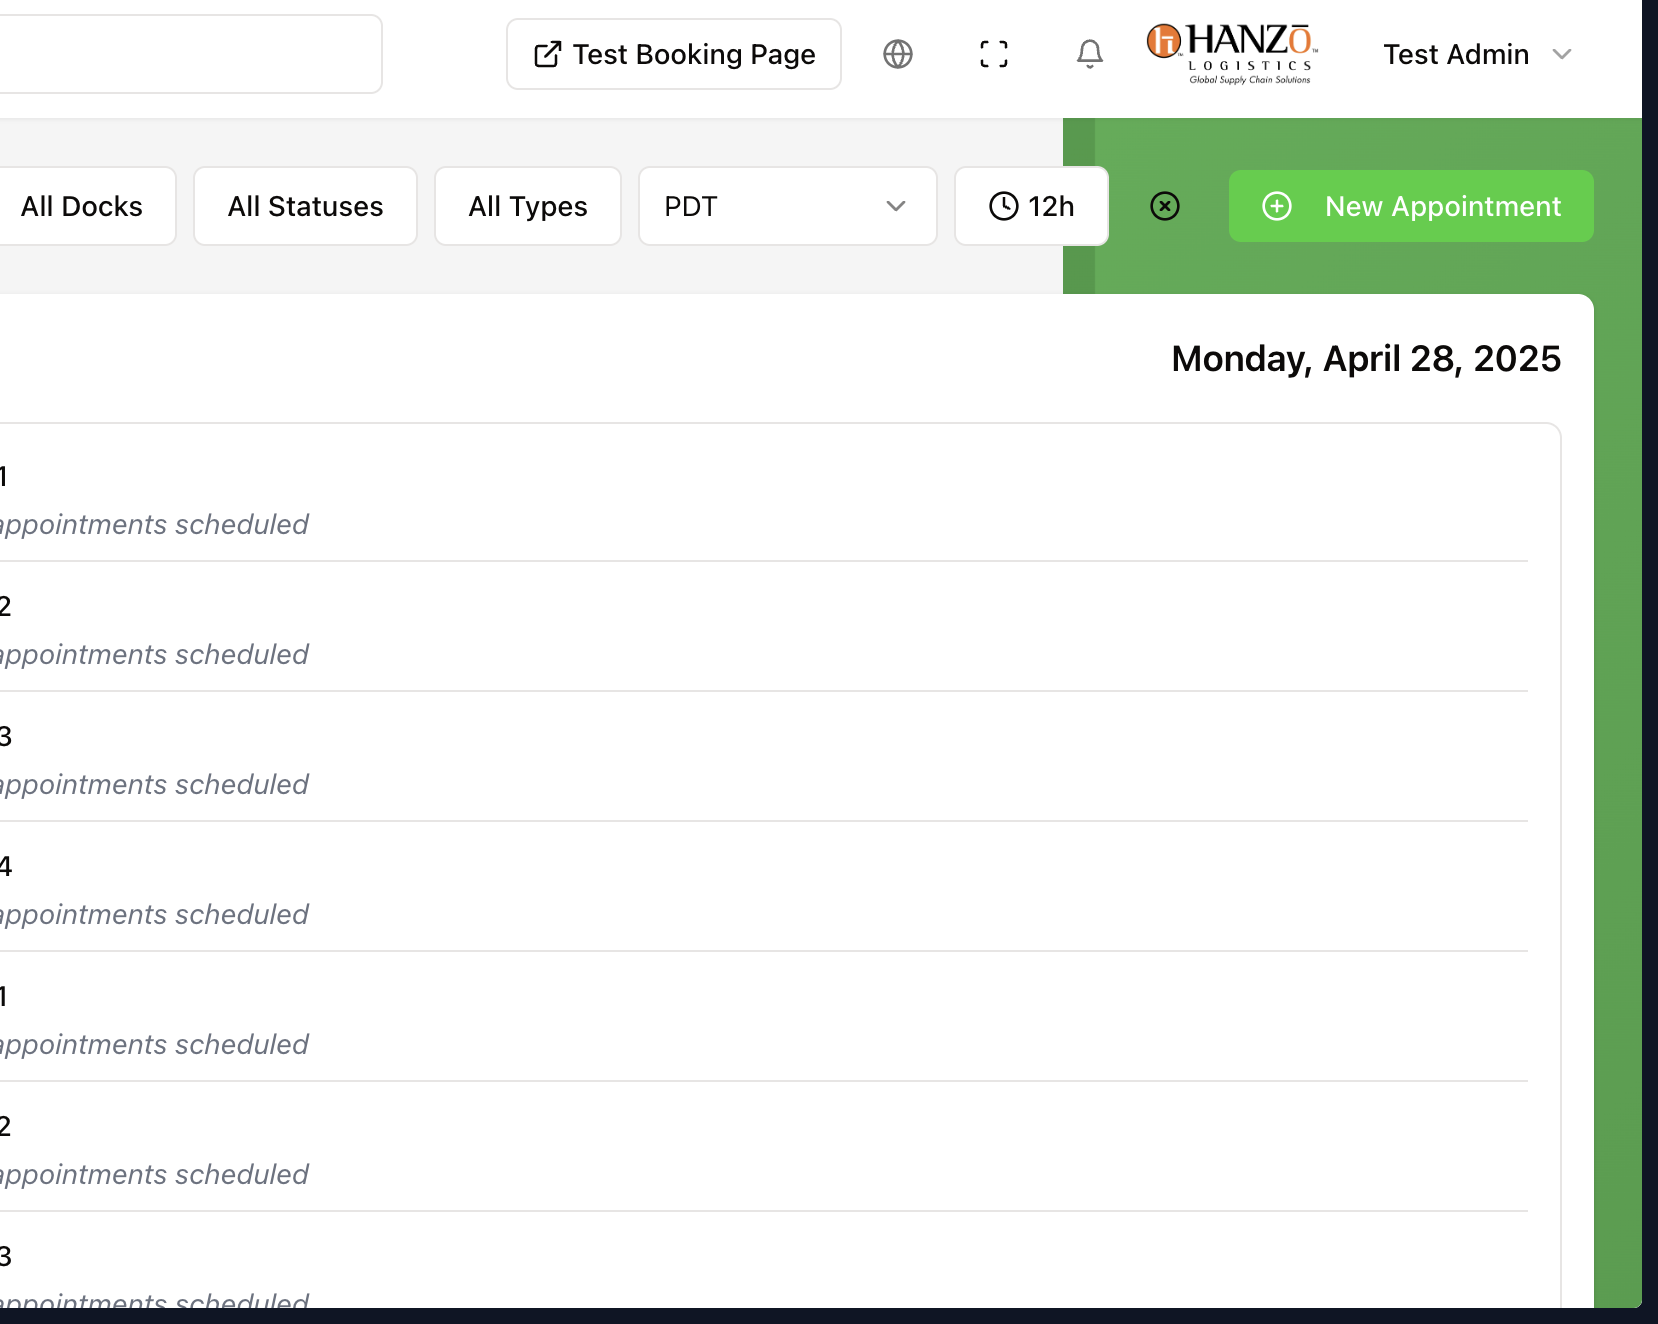 Test Booking Page
HANZŌ
LOGISTICS
Global Supply Chain Solutions
Test Admin
All Docks
All Statuses
All Types
PDT
12h
New Appointment
Monday, April 28, 2025
1
appointments scheduled
2
appointments scheduled
3
appointments scheduled
4
appointments scheduled
1
appointments scheduled
2
appointments scheduled
3
appointments scheduled